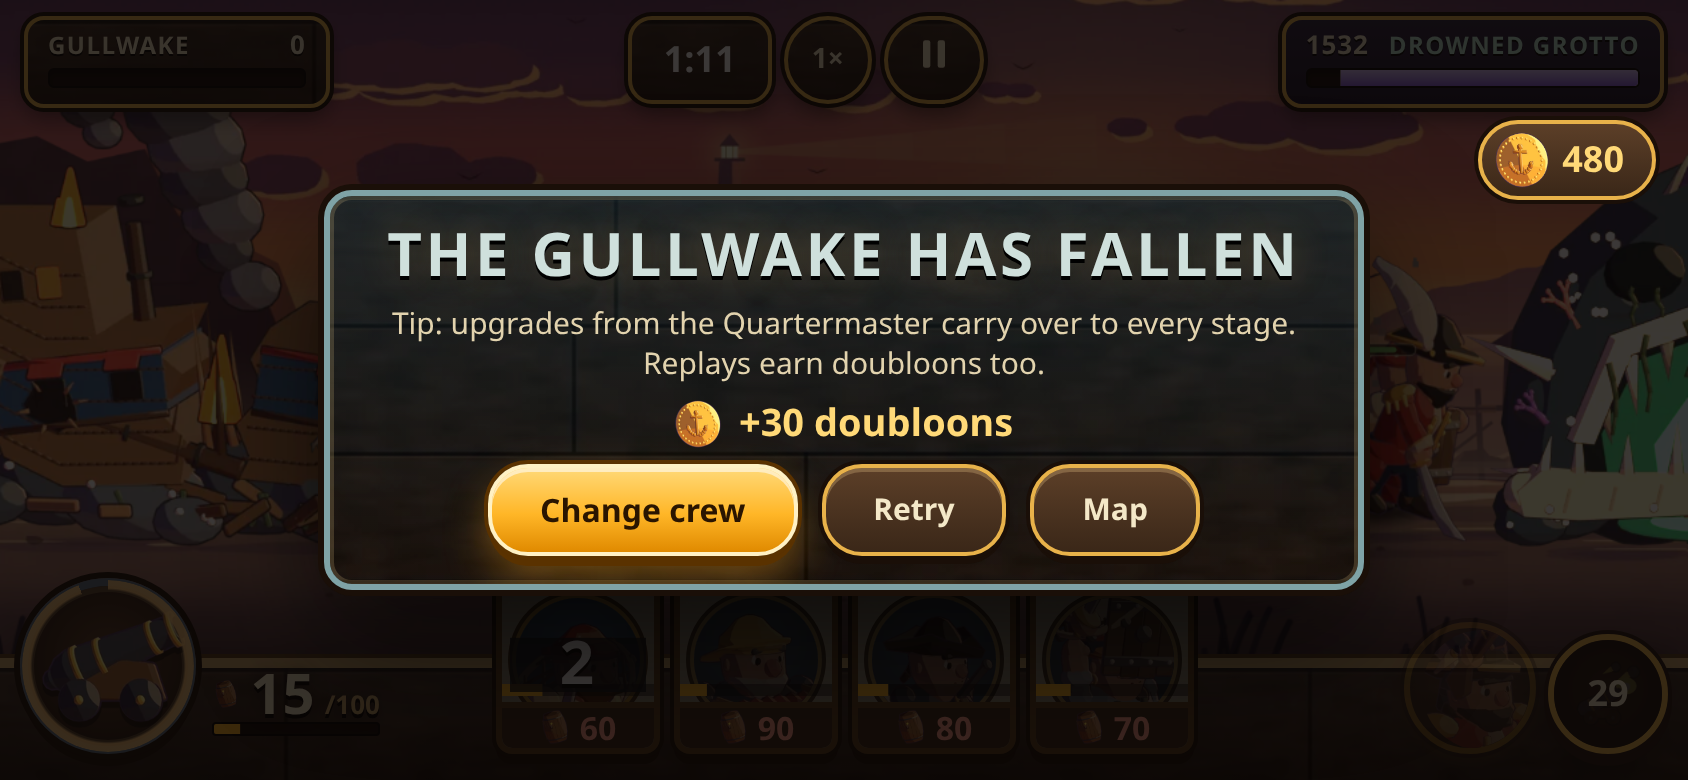 GULLWAKE 0
1:11
1×
1532 DROWNED GROTTO
480
THE GULLWAKE HAS FALLEN
Tip: upgrades from the Quartermaster carry over to every stage.
Replays earn doubloons too.
+30 doubloons
Change crew
Retry
Map
15 /100
2
60
90
80
70
29